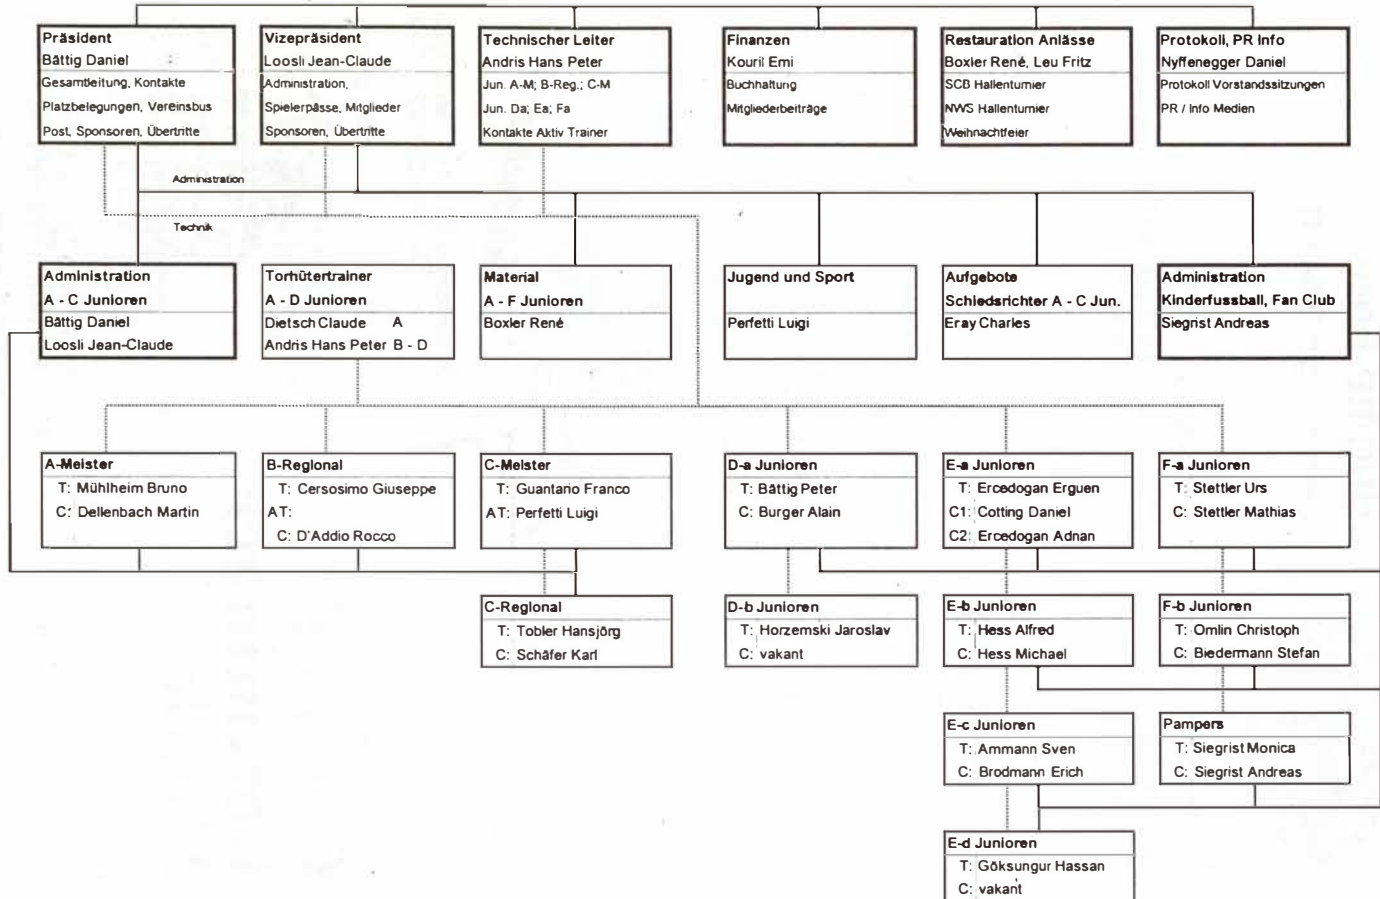 Präsident
Bättig Daniel
Gesamtleitung, Kontakte
Platzbelegungen, Vereinsbus
Post, Sponsoren, Übertritte
Vizepräsident
Loosli Jean-Claude
Administration,
Spielerpässe, Mitglieder
Sponsoren, Übertritte
Technischer Leiter
Andris Hans Peter
Jun. A-M; B-Reg.; C-M
Jun. Da; Ea; Fa
Kontakte Aktiv Trainer
Finanzen
Kouril Emi
Buchhaltung
Mitgliederbeiträge
Restauration Anlässe
Boxler René, Leu Fritz
SCB Hallenturnier
NWS Hallenturnier
Weihnachtfeier
Protokoll, PR Info
Nyffenegger Daniel
Protokoll Vorstandssitzungen
PR / Info Medien
Administration
Technik
Administration
A - C Junioren
Bättig Daniel
Loosli Jean-Claude
Torhütertrainer
A - D Junioren
Dietsch Claude A
Andris Hans Peter B - D
Material
A - F Junioren
Boxler René
Jugend und Sport
Perfetti Luigi
Aufgebote
Schiedsrichter A - C Jun.
Eray Charles
Administration
Kinderfussball, Fan Club
Siegrist Andreas
A-Meister
T: Mühlheim Bruno
C: Dellenbach Martin
B-Regional
T: Cersosimo Giuseppe
AT:
C: D'Addio Rocco
C-Meister
T: Guantario Franco
AT: Perfetti Luigi
D-a Junioren
T: Bättig Peter
C: Burger Alain
E-a Junioren
T: Ercedogan Erguen
C1: Cotting Daniel
C2: Ercedogan Adnan
F-a Junioren
T: Stettler Urs
C: Stettler Mathias
C-Regional
T: Tobler Hansjörg
C: Schäfer Karl
D-b Junioren
T: Horzemski Jaroslav
C: vakant
E-b Junioren
T: Hess Alfred
C: Hess Michael
F-b Junioren
T: Omlin Christoph
C: Biedermann Stefan
E-c Junioren
T: Ammann Sven
C: Brodmann Erich
Pampers
T: Siegrist Monica
C: Siegrist Andreas
E-d Junioren
T: Göksungur Hassan
C: vakant